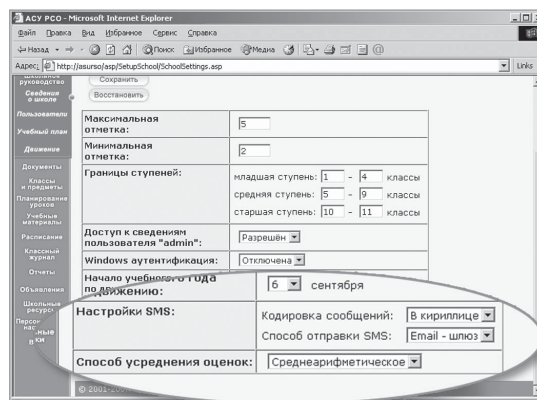 АСУ РСО - Microsoft Internet Explorer
Файл Правка Вид Избранное Сервис Справка
Назад Поиск Избранное Медиа
Адрес: http://asurso/asp/SetupSchool/SchoolSettings.asp Links
руководство
Сведения
о школе
Пользователи
Учебный план
Движение
Документы
Классы
и предметы
Планирование
уроков
Учебные
материалы
Расписание
Классный
журнал
Отчеты
Объявления
Школьные
Сохранить
Восстановить
Максимальная
отметка: 5
Минимальная
отметка: 2
Границы ступеней: младшая ступень: 1 - 4 классы
средняя ступень: 5 - 9 классы
старшая ступень: 10 - 11 классы
Доступ к сведениям
пользователя "admin": Разрешён
Windows аутентификация: Отключена
Начало учебного года
по движению: 6 сентября
Настройки SMS: Кодировка сообщений: В кириллице
Способ отправки SMS: Email - шлюз
Способ усреднения оценок: Среднеарифметическое